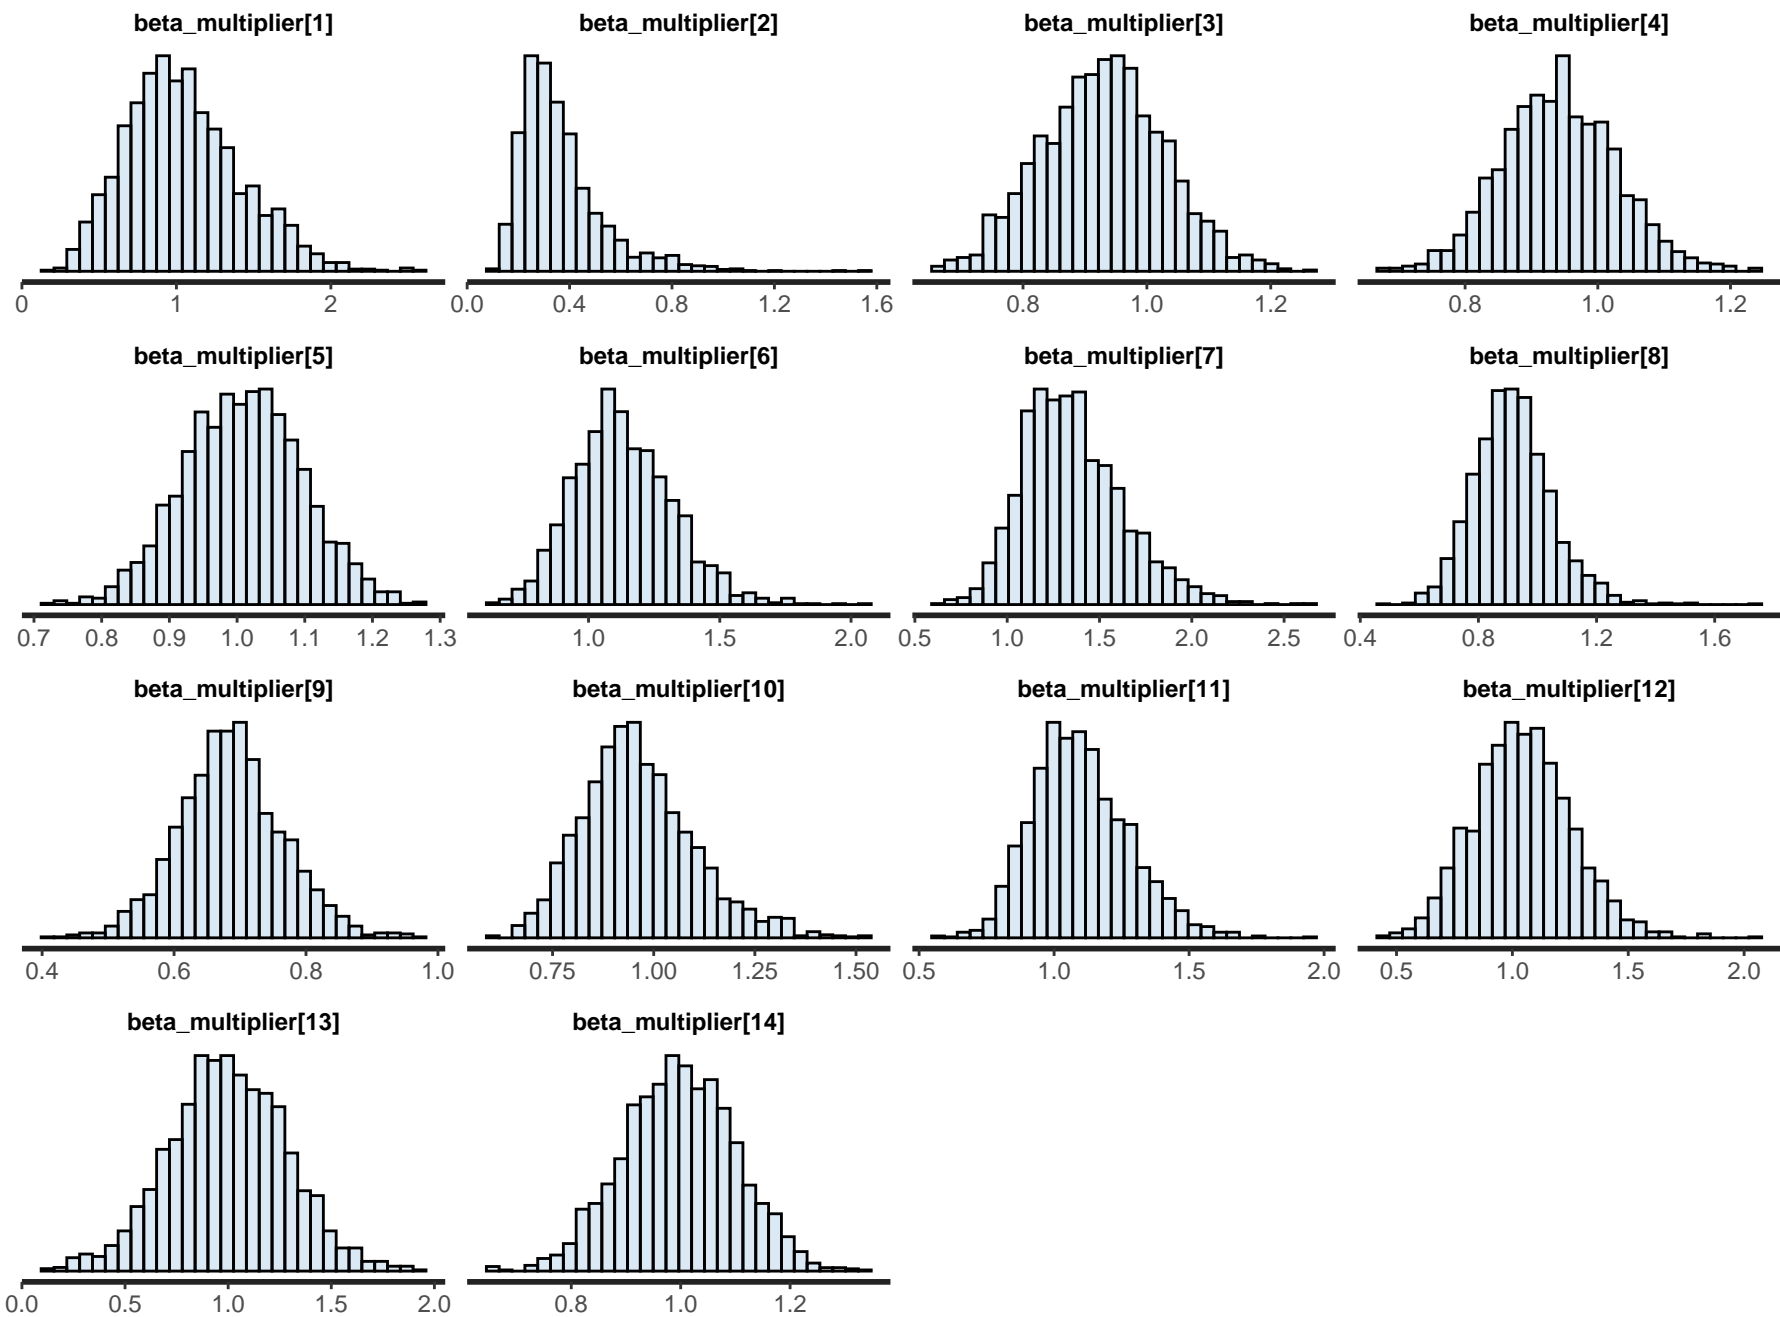 beta_multiplier[1] beta_multiplier[2] beta_multiplier[3] beta_multiplier[4]
0 1 2 0.0 0.4 0.8 1.2 1.6 0.8 1.0 1.2 0.8 1.0 1.2
beta_multiplier[5] beta_multiplier[6] beta_multiplier[7] beta_multiplier[8]
0.7 0.8 0.9 1.0 1.1 1.2 1.3 1.0 1.5 2.0 0.5 1.0 1.5 2.0 2.5 0.4 0.8 1.2 1.6
beta_multiplier[9] beta_multiplier[10] beta_multiplier[11] beta_multiplier[12]
0.4 0.6 0.8 1.0 0.75 1.00 1.25 1.50 0.5 1.0 1.5 2.0 0.5 1.0 1.5 2.0
beta_multiplier[13] beta_multiplier[14]
0.0 0.5 1.0 1.5 2.0 0.8 1.0 1.2